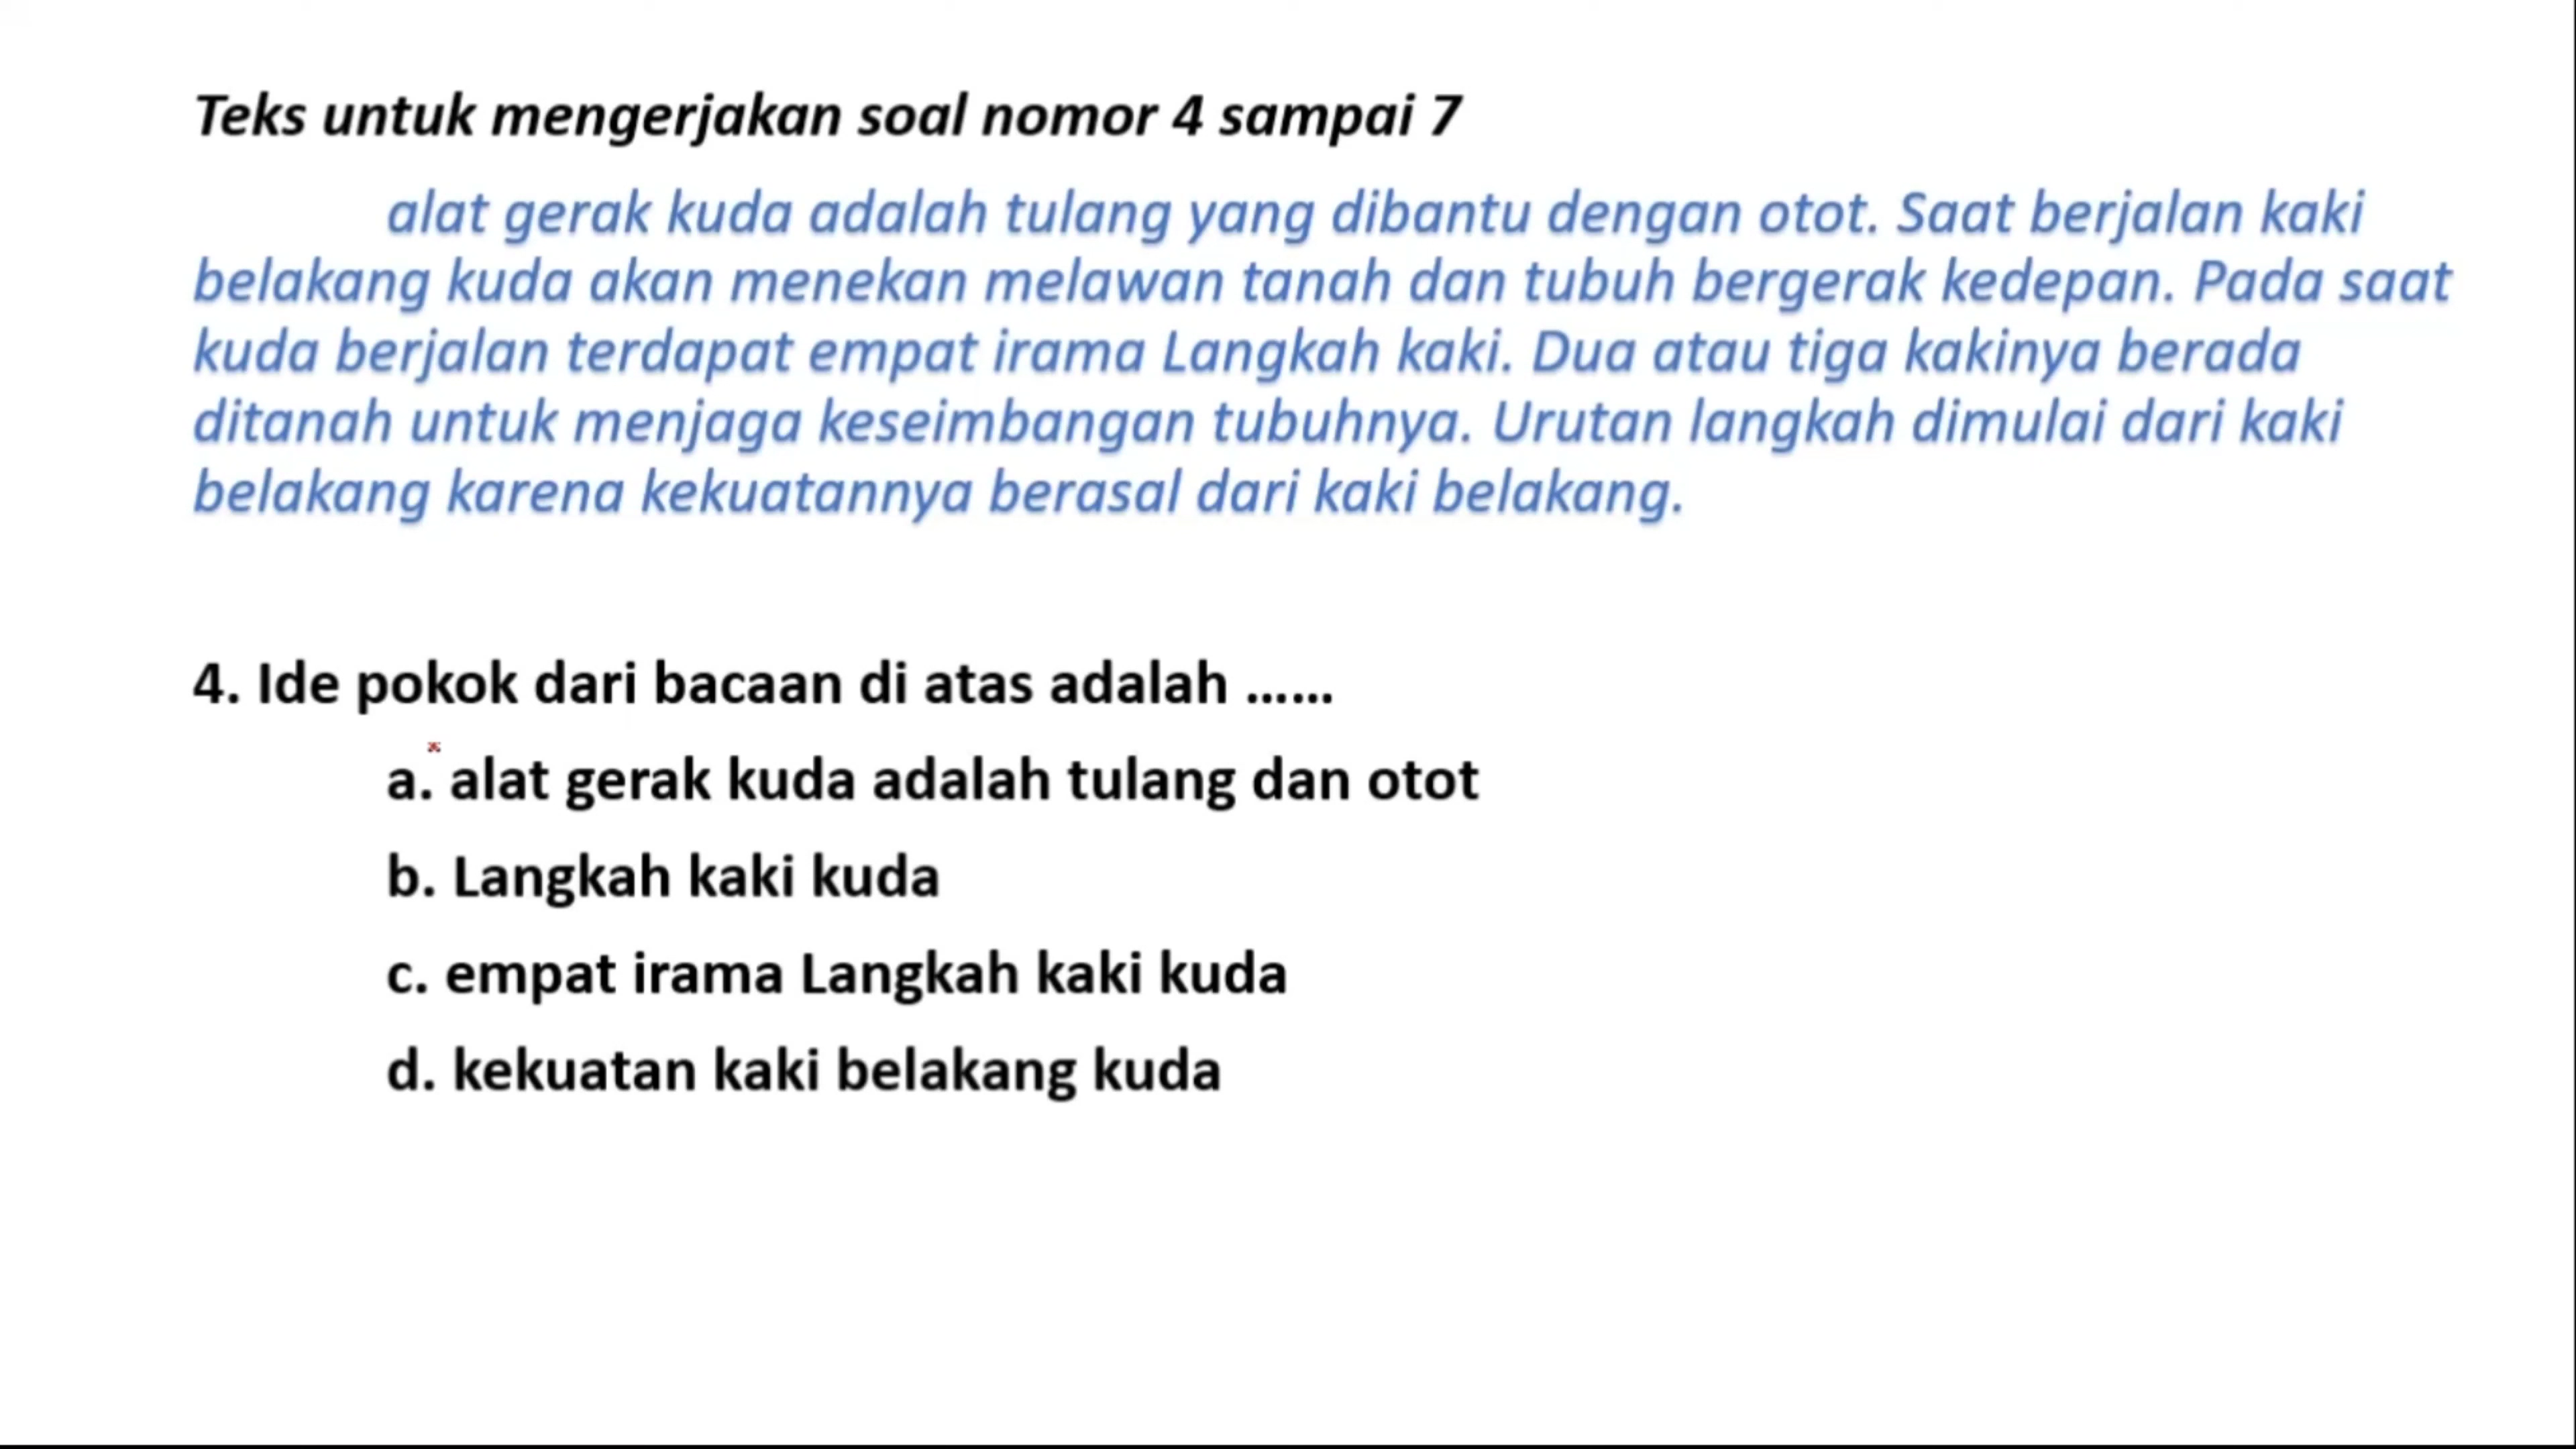 Teks untuk mengerjakan soal nomor 4 sampai 7
alat gerak kuda adalah tulang yang dibantu dengan otot. Saat berjalan kaki
belakang kuda akan menekan melawan tanah dan tubuh bergerak kedepan. Pada saat
kuda berjalan terdapat empat irama Langkah kaki. Dua atau tiga kakinya berada
ditanah untuk menjaga keseimbangan tubuhnya. Urutan langkah dimulai dari kaki
belakang karena kekuatannya berasal dari kaki belakang.
4. Ide pokok dari bacaan di atas adalah ......
a. alat gerak kuda adalah tulang dan otot
b. Langkah kaki kuda
c. empat irama Langkah kaki kuda
d. kekuatan kaki belakang kuda